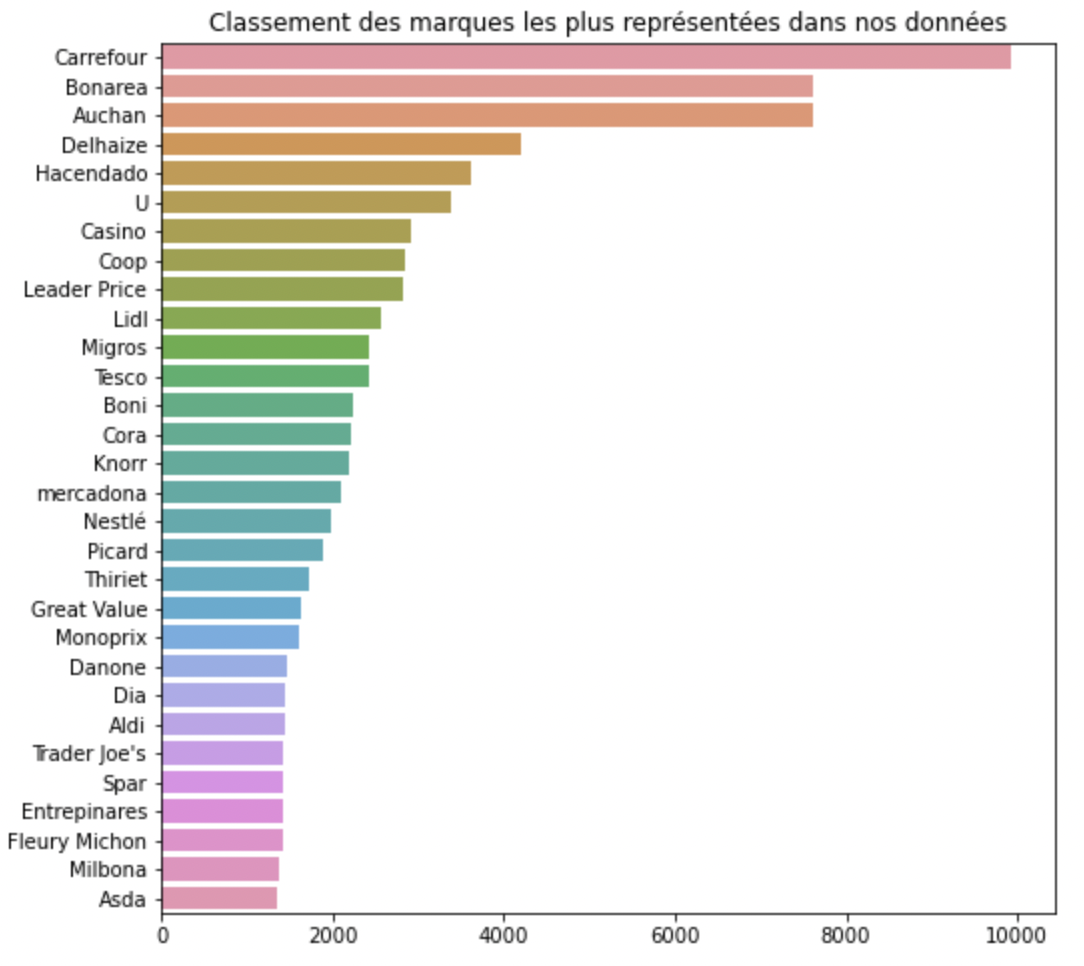 Classement des marques les plus représentées dans nos données
Carrefour
Bonarea
Auchan
Delhaize
Hacendado
U
Casino
Coop
Leader Price
Lidl
Migros
Tesco
Boni
Cora
Knorr
mercadona
Nestlé
Picard
Thiriet
Great Value
Monoprix
Danone
Dia
Aldi
Trader Joe's
Spar
Entrepinares
Fleury Michon
Milbona
Asda
0 2000 4000 6000 8000 10000